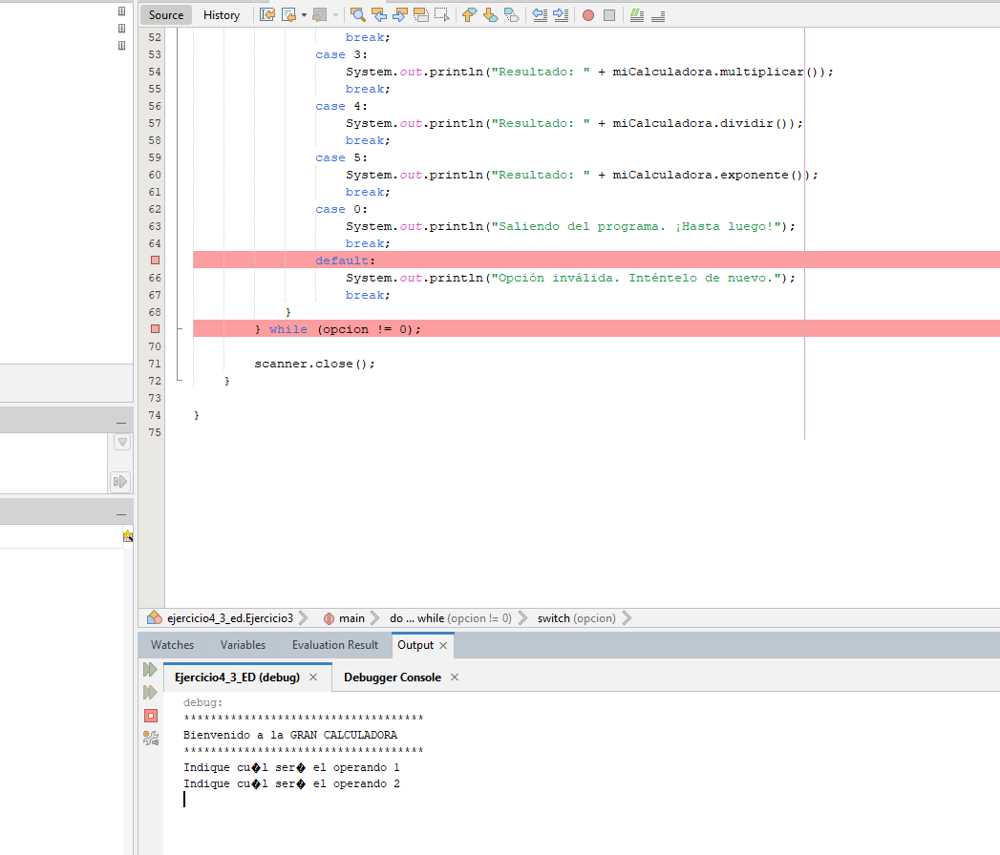 Source History
52 break;
53 case 3:
54 System.out.println("Resultado: " + miCalculadora.multiplicar());
55 break;
56 case 4:
57 System.out.println("Resultado: " + miCalculadora.dividir());
58 break;
59 case 5:
60 System.out.println("Resultado: " + miCalculadora.exponente());
61 break;
62 case 0:
63 System.out.println("Saliendo del programa. ¡Hasta luego!");
64 break;
default:
66 System.out.println("Opción inválida. Inténtelo de nuevo.");
67 break;
68 }
} while (opcion != 0);
70
71 scanner.close();
72 }
73
74 }
75
ejercicio4_3_ed.Ejercicio3 main do ... while (opcion != 0) switch (opcion)
Watches Variables Evaluation Result Output
Ejercicio4_3_ED (debug) Debugger Console
debug:
************************************
Bienvenido a la GRAN CALCULADORA
************************************
Indique cu�l ser� el operando 1
Indique cu�l ser� el operando 2